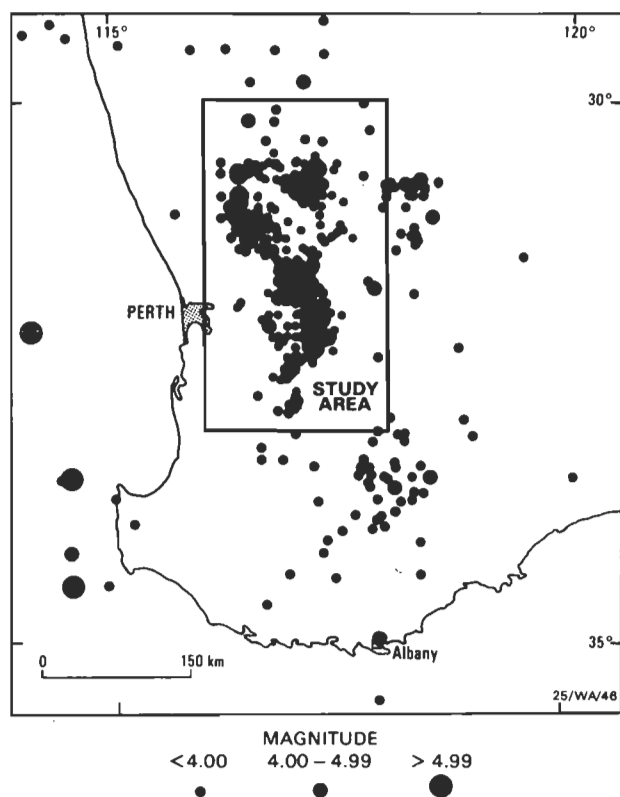 115° 120°
30°
PERTH
STUDY
AREA
35°
0 150 km
Albany
25/WA/46
MAGNITUDE
<4.00 4.00 – 4.99 > 4.99